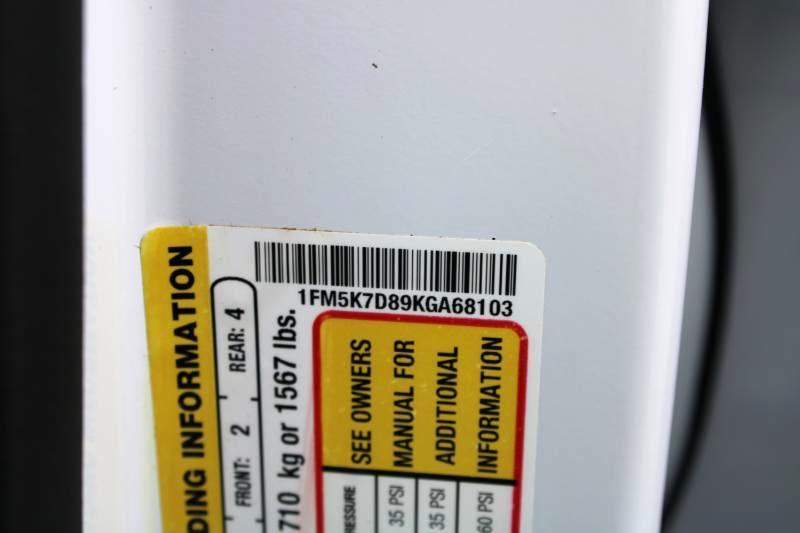 1FM5K7D89KGA68103
DING INFORMATION
FRONT: 2 REAR: 4
710 kg or 1567 lbs.
SEE OWNERS
MANUAL FOR
ADDITIONAL
INFORMATION
RESSURE
35 PSI
35 PSI
60 PSI